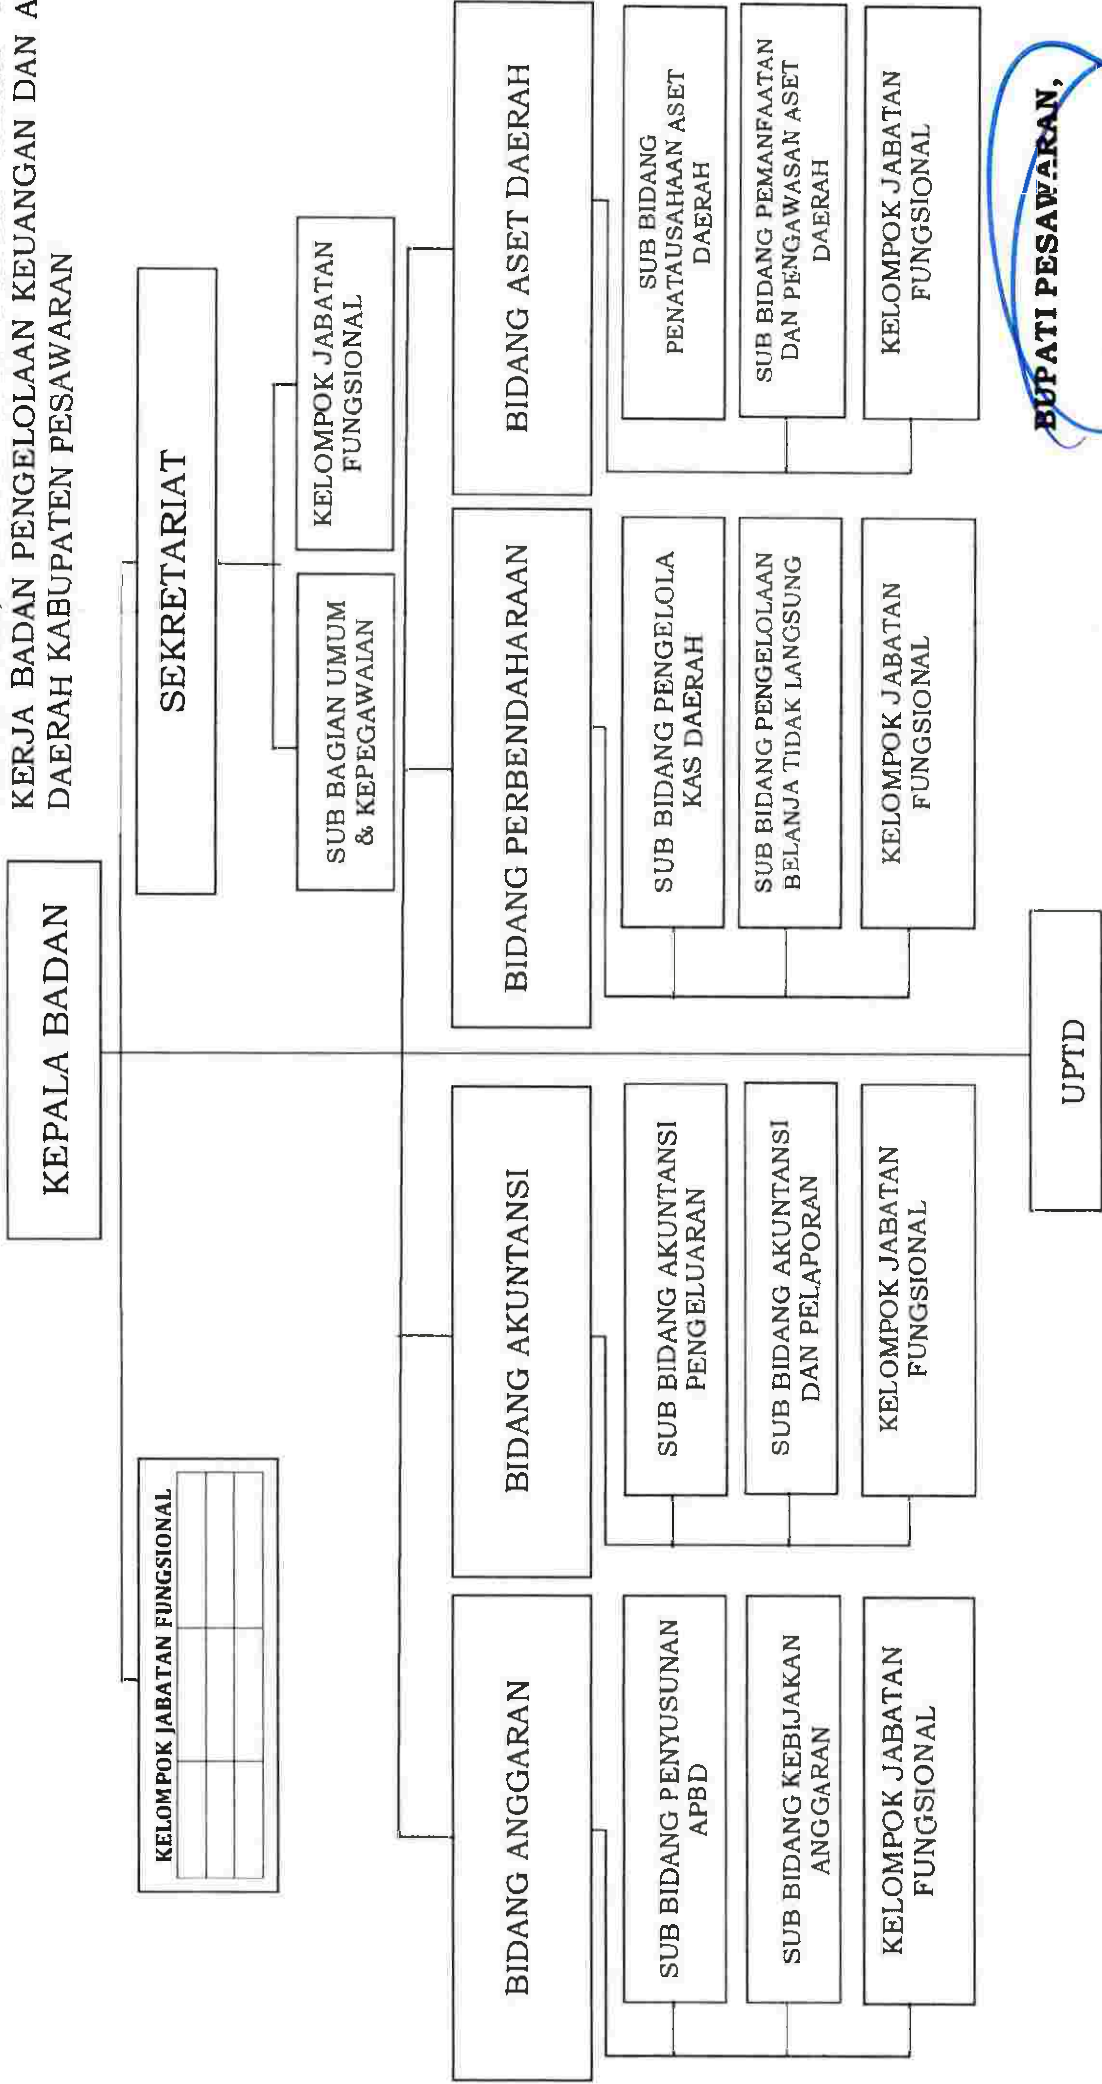 KERJA BADAN PENGELOLAAN KEUANGAN DAN
DAERAH KABUPATEN PESAWARAN
KEPALA BADAN
KELOMPOK JABATAN FUNGSIONAL
SEKRETARIAT
SUB BAGIAN UMUM
& KEPEGAWAIAN
KELOMPOK JABATAN
FUNGSIONAL
BIDANG ANGGARAN
SUB BIDANG PENYUSUNAN
APBD
SUB BIDANG KEBIJAKAN
ANGGARAN
KELOMPOK JABATAN
FUNGSIONAL
BIDANG AKUNTANSI
SUB BIDANG AKUNTANSI
PENGELUARAN
SUB BIDANG AKUNTANSI
DAN PELAPORAN
KELOMPOK JABATAN
FUNGSIONAL
BIDANG PERBENDAHARAAN
SUB BIDANG PENGELOLA
KAS DAERAH
SUB BIDANG PENGELOLAAN
BELANJA TIDAK LANGSUNG
KELOMPOK JABATAN
FUNGSIONAL
BIDANG ASET DAERAH
SUB BIDANG
PENATAUSAHAAN ASET
DAERAH
SUB BIDANG PEMANFAATAN
DAN PENGAWASAN ASET
DAERAH
KELOMPOK JABATAN
FUNGSIONAL
UPTD
BUPATI PESAWARAN,